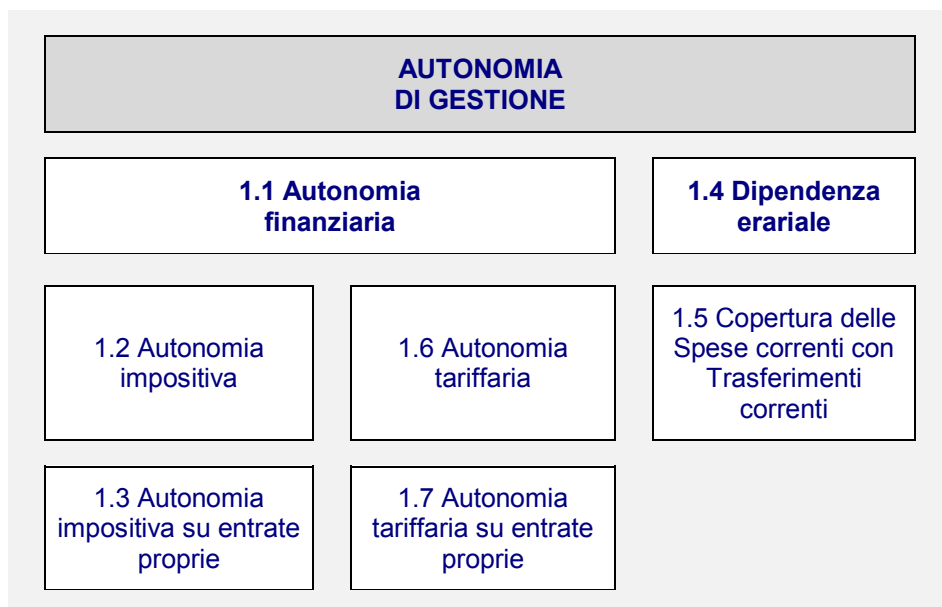 AUTONOMIA
DI GESTIONE
1.1 Autonomia
finanziaria
1.4 Dipendenza
erariale
1.2 Autonomia
impositiva
1.6 Autonomia
tariffaria
1.5 Copertura delle
Spese correnti con
Trasferimenti
correnti
1.3 Autonomia
impositiva su entrate
proprie
1.7 Autonomia
tariffaria su entrate
proprie